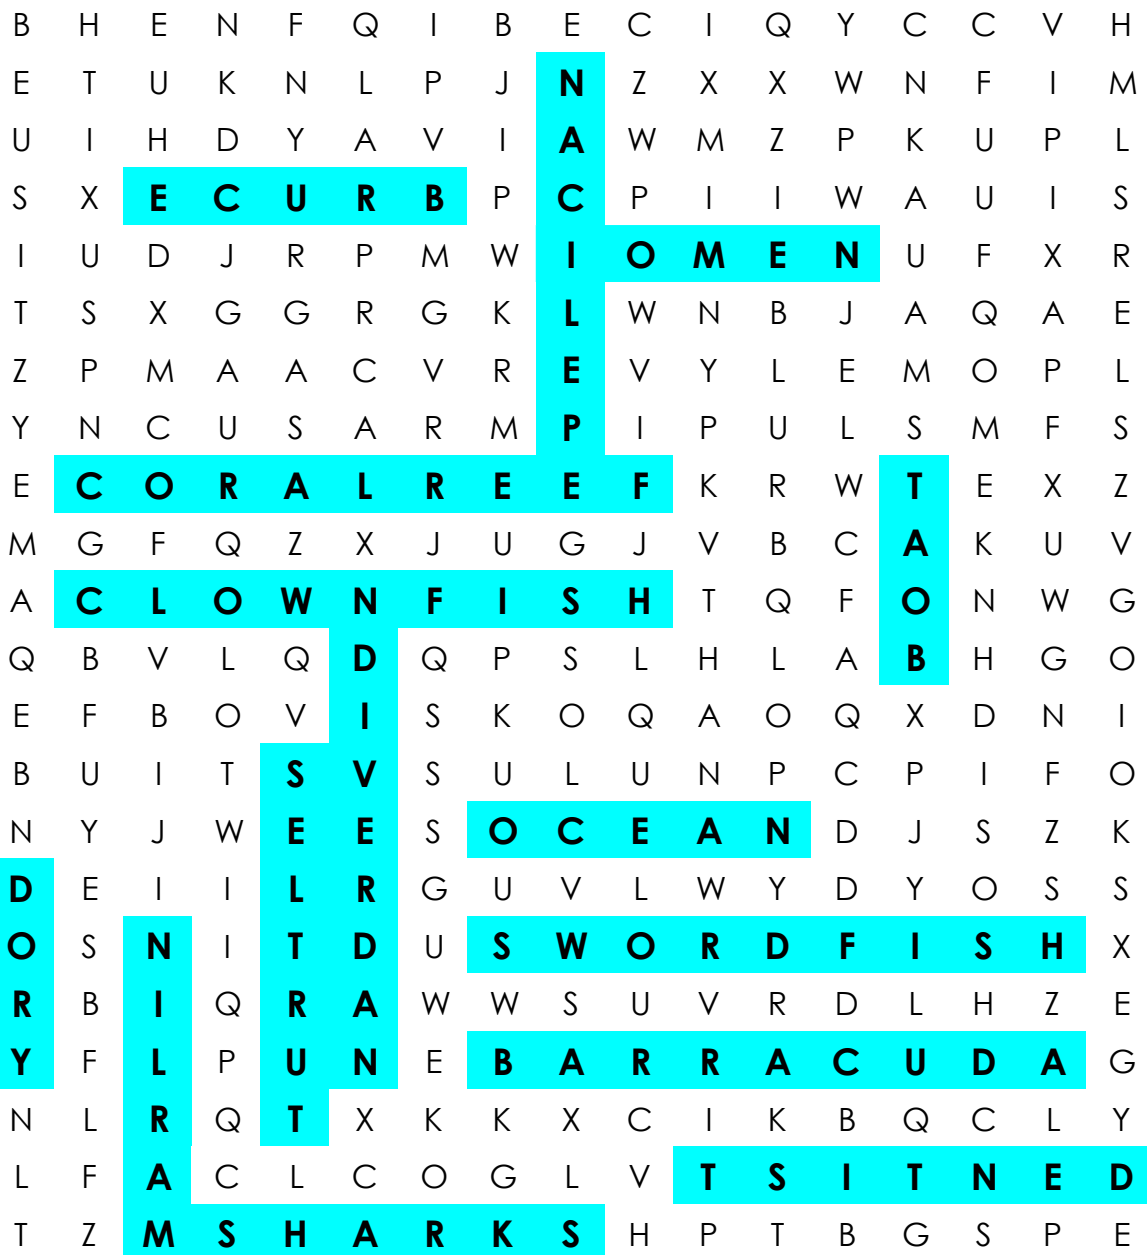 B H E N F Q I B E C I Q Y C C V H
E T U K N L P J N Z X X W N F I M
U I H D Y A V I A W M Z P K U P L
S X E C U R B P C P I I W A U I S
I U D J R P M W I O M E N U F X R
T S X G G R G K L W N B J A Q A E
Z P M A A C V R E V Y L E M O P L
Y N C U S A R M P I P U L S M F S
E C O R A L R E E F K R W T E X Z
M G F Q Z X J U G J V B C A K U V
A C L O W N F I S H T Q F O N W G
Q B V L Q D Q P S L H L A B H G O
E F B O V I S K O Q A O Q X D N I
B U I T S V S U L U N P C P I F O
N Y J W E E S O C E A N D J S Z K
D E I I L R G U V L W Y D Y O S S
O S N I T D U S W O R D F I S H X
R B I Q R A W W S U V R D L H Z E
Y F L P U N E B A R R A C U D A G
N L R Q T X K K X C I K B Q C L Y
L F A C L C O G L V T S I T N E D
T Z M S H A R K S H P T B G S P E